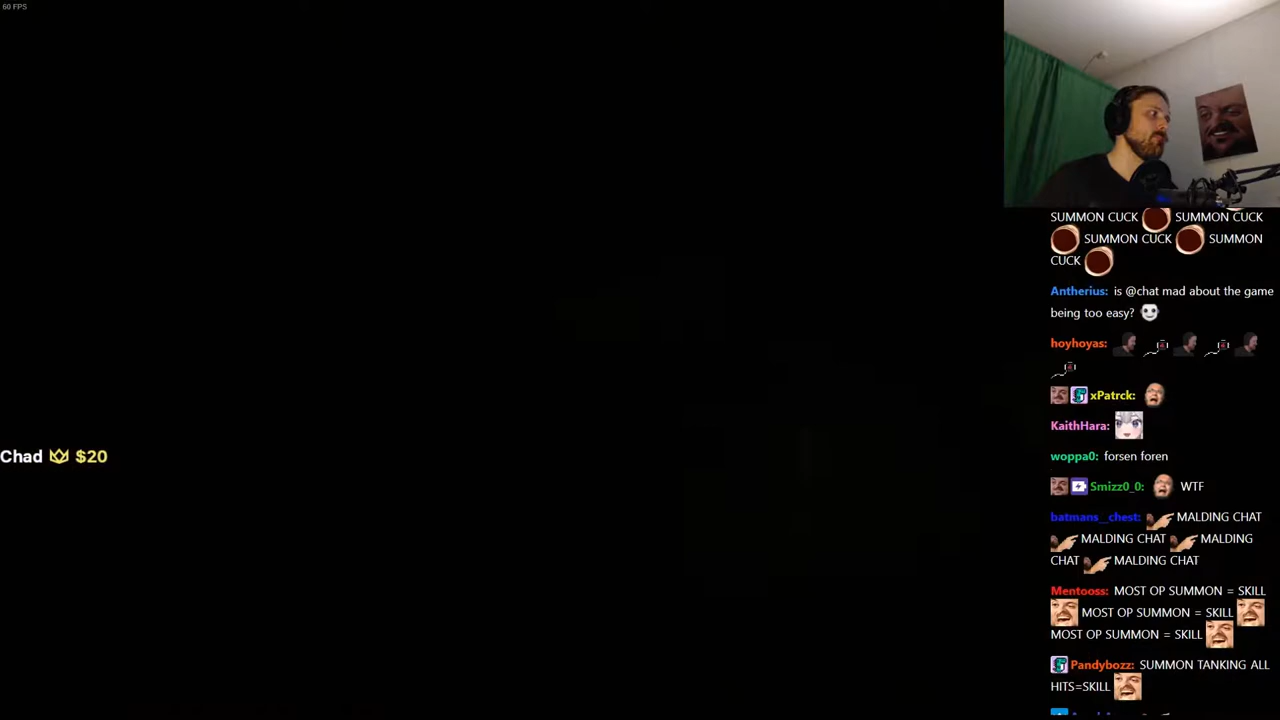 60 FPS
SUMMON CUCK SUMMON CUCK
SUMMON CUCK SUMMON
CUCK
Antherius: is @chat mad about the game
being too easy?
hoyhoyas:
xPatrck:
KaithHara:
Chad $20
woppa0: forsen foren
Smizz0_0: WTF
batmans__chest: MALDING CHAT
MALDING CHAT MALDING
CHAT MALDING CHAT
Mentooss: MOST OP SUMMON = SKILL
MOST OP SUMMON = SKILL
MOST OP SUMMON = SKILL
Pandybozz: SUMMON TANKING ALL
HITS=SKILL